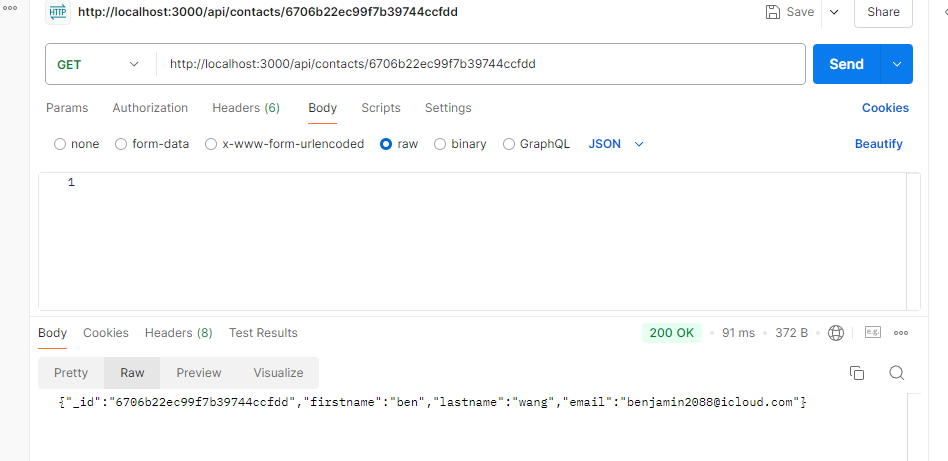 HTTP http://localhost:3000/api/contacts/6706b22ec99f7b39744ccfdd Save Share
GET http://localhost:3000/api/contacts/6706b22ec99f7b39744ccfdd Send
Params Authorization Headers (6) Body Scripts Settings Cookies
none form-data x-www-form-urlencoded raw binary GraphQL JSON Beautify
1
Body Cookies Headers (8) Test Results 200 OK • 91 ms • 372 B • e.g.
Pretty Raw Preview Visualize
{"_id":"6706b22ec99f7b39744ccfdd","firstname":"ben","lastname":"wang","email":"benjamin2088@icloud.com"}